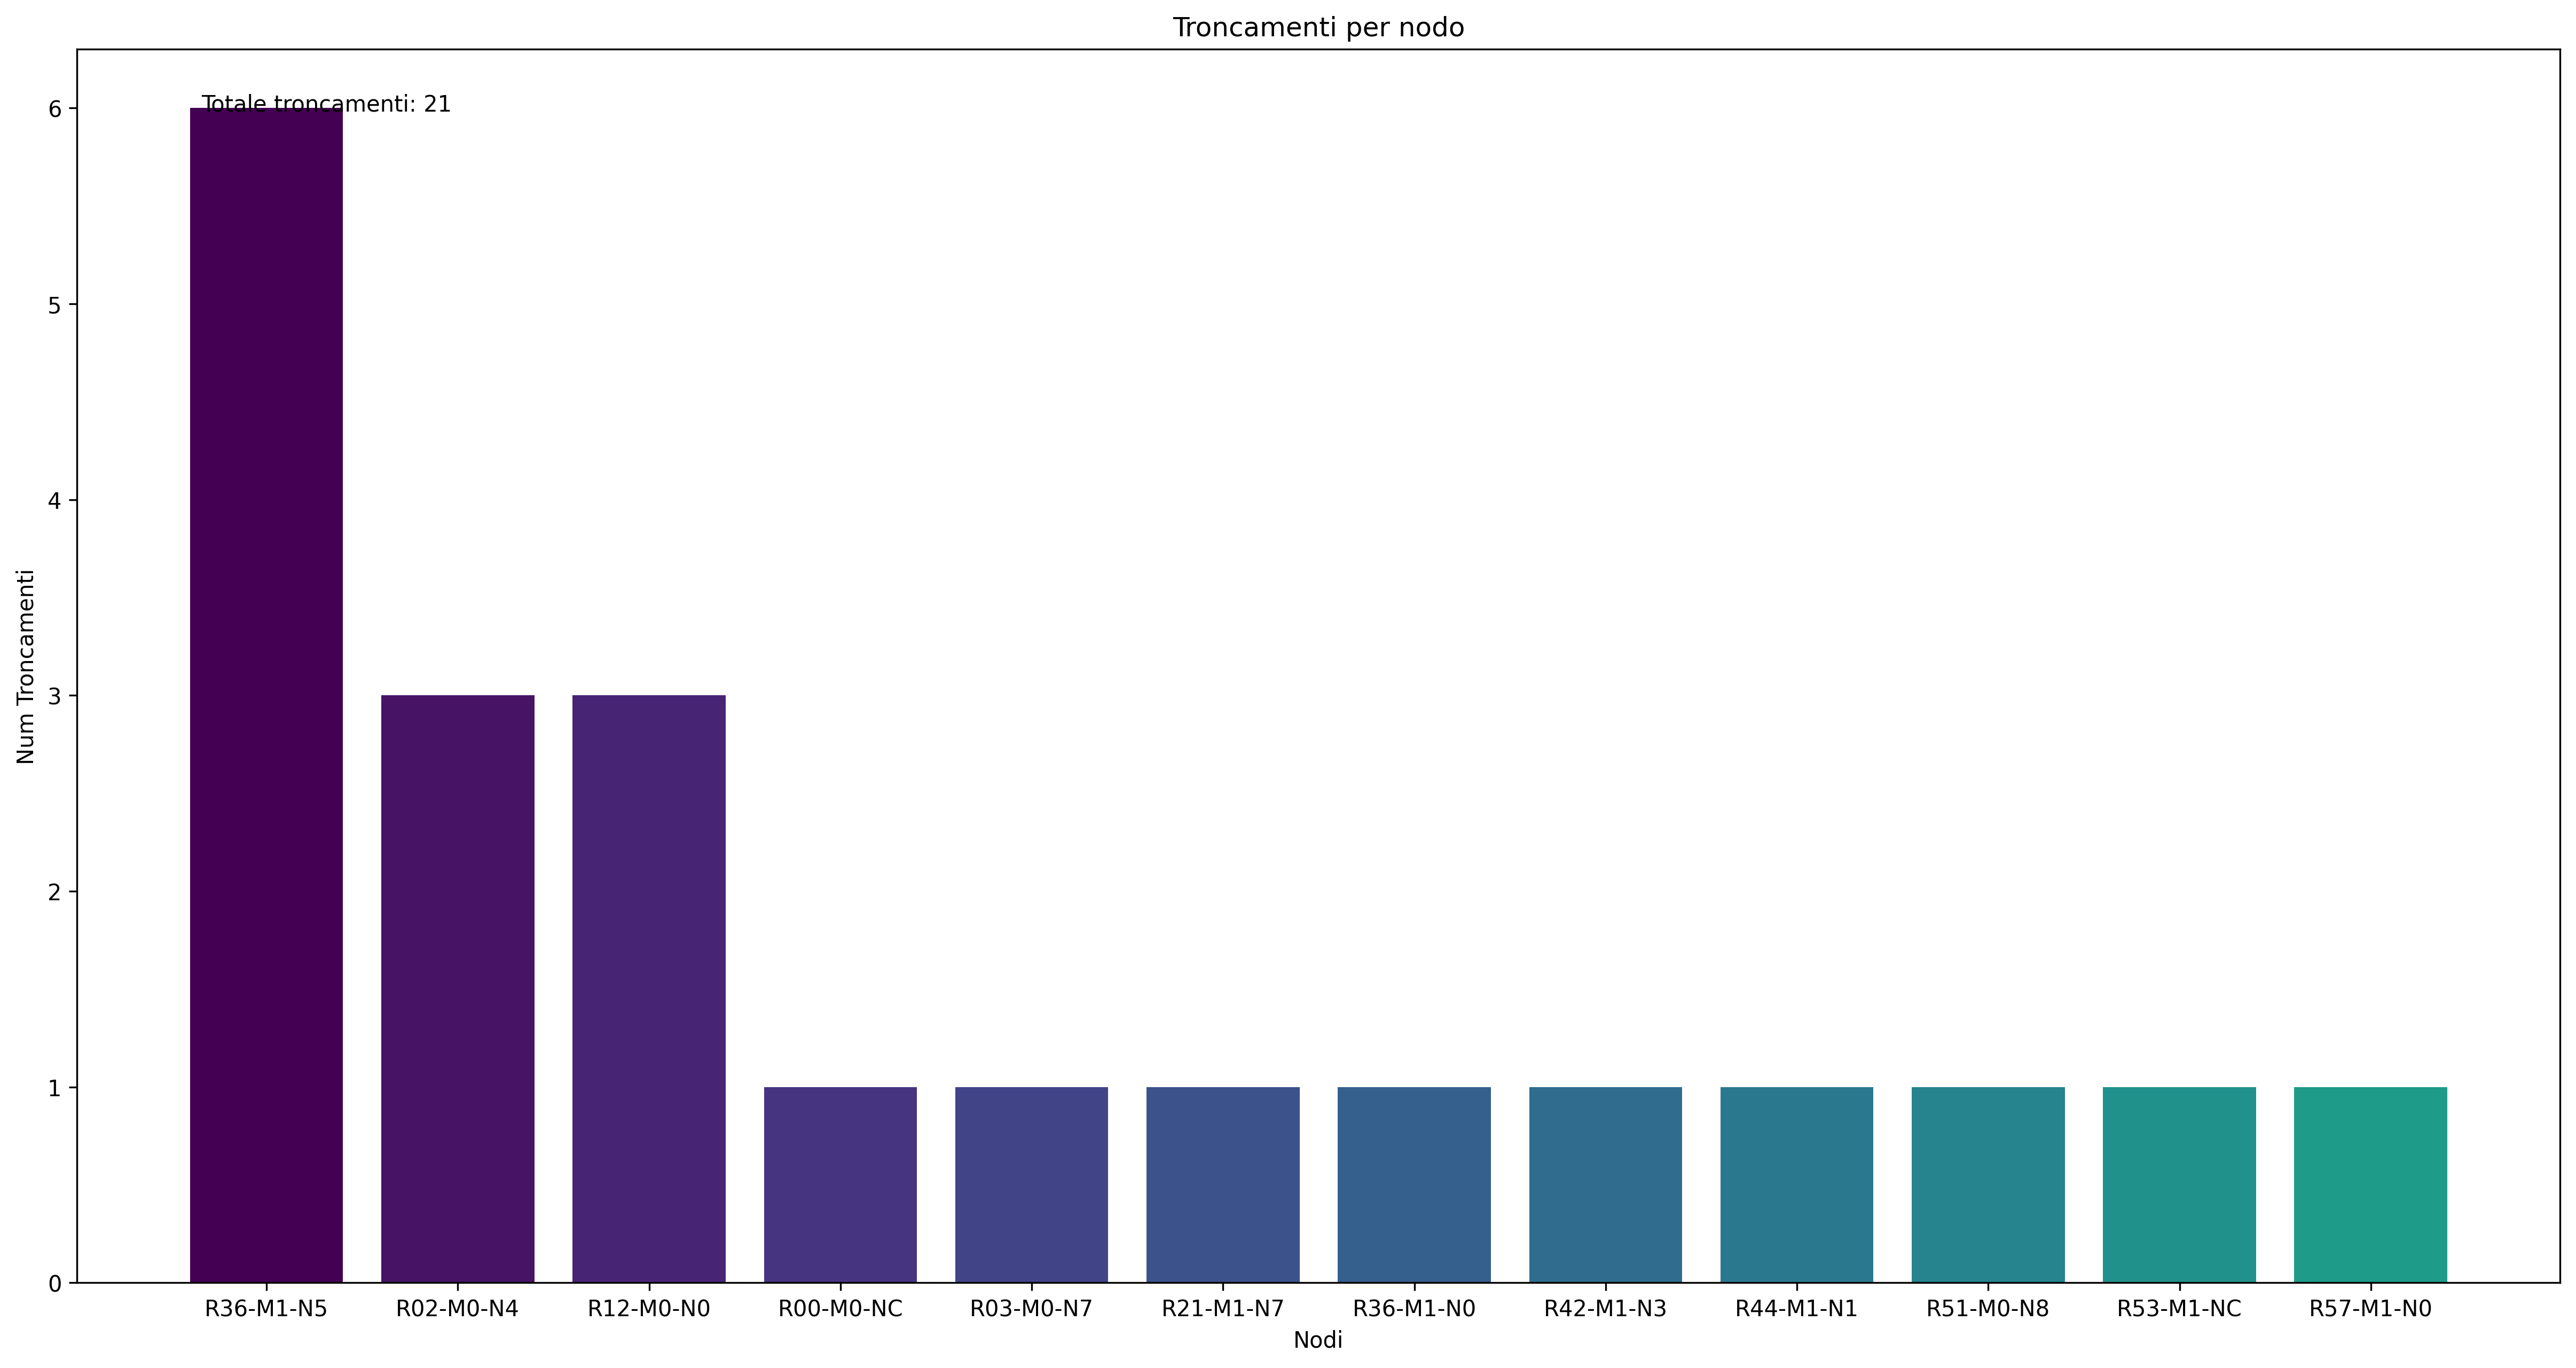 Troncamenti per nodo
Totale troncamenti: 21
6
5
4
3
2
1
0
Num Troncamenti
R36-M1-N5 R02-M0-N4 R12-M0-N0 R00-M0-NC R03-M0-N7 R21-M1-N7 R36-M1-N0 R42-M1-N3 R44-M1-N1 R51-M0-N8 R53-M1-NC R57-M1-N0
Nodi